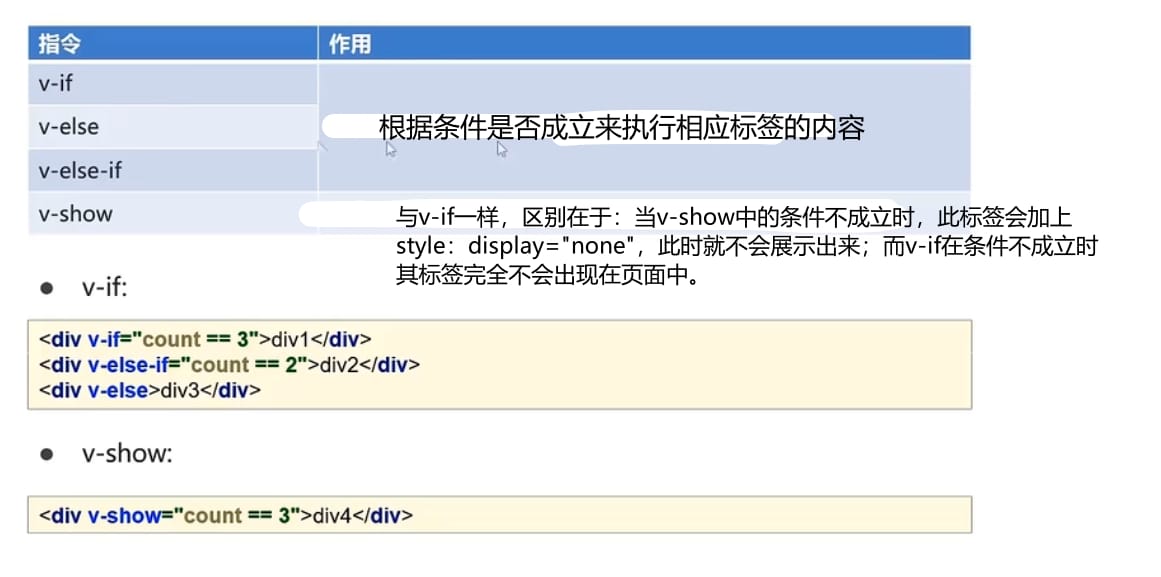 指令 作用
v-if
v-else 根据条件是否成立来执行相应标签的内容
v-else-if
v-show 与v-if一样，区别在于：当v-show中的条件不成立时，此标签会加上
style：display="none"，此时就不会展示出来；而v-if在条件不成立时
其标签完全不会出现在页面中。
● v-if:
<div v-if="count == 3">div1</div>
<div v-else-if="count == 2">div2</div>
<div v-else>div3</div>
● v-show:
<div v-show="count == 3">div4</div>